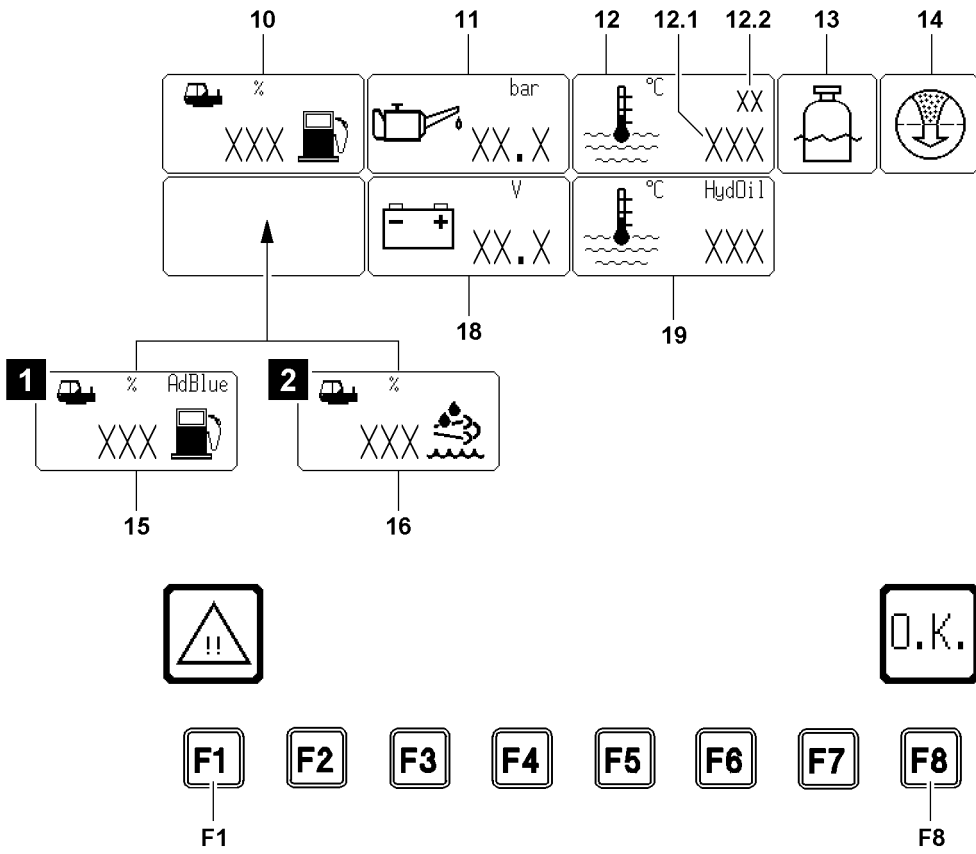 10 11 12 12.1 12.2 13 14
% bar °C XX
XXX XX.X XXX
V °C HydOil
XX.X XXX
18 19
1 % AdBlue 2 %
XXX XXX
15 16
!! O.K.
F1 F2 F3 F4 F5 F6 F7 F8
F1 F8